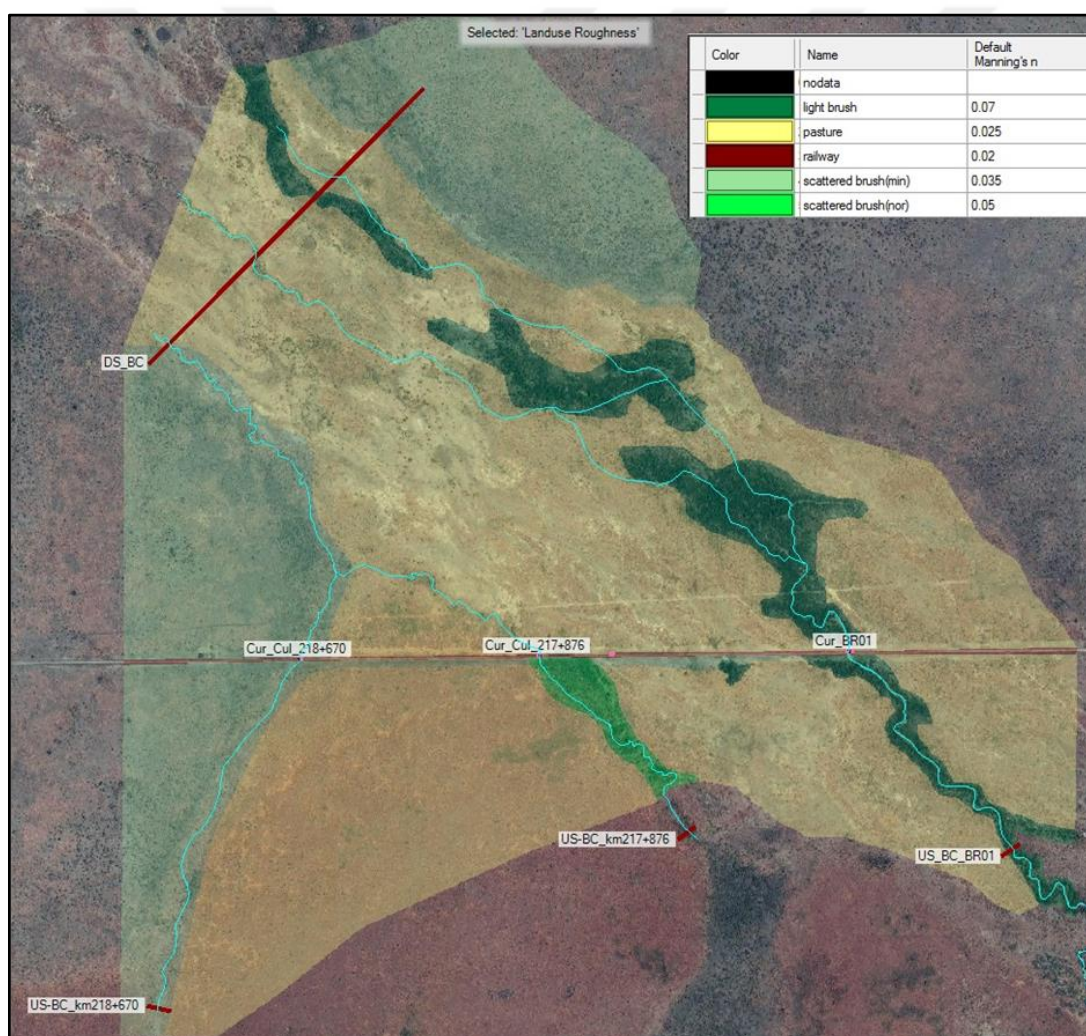 Selected: 'Landuse Roughness'
Color Name Default Manning's n
nodata
light brush 0.07
pasture 0.025
railway 0.02
scattered brush(min) 0.035
scattered brush(nor) 0.05
DS_BC
Cur_Cul_218+670
Cur_Cul_217+876
Cur_BR01
US-BC_km217+876
US_BC_BR01
US-BC_km218+670